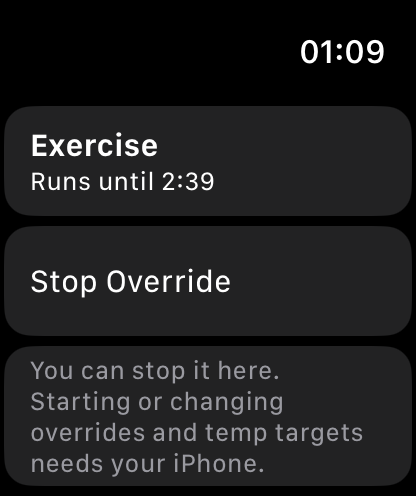 01:09
Exercise
Runs until 2:39
Stop Override
You can stop it here.
Starting or changing
overrides and temp targets
needs your iPhone.